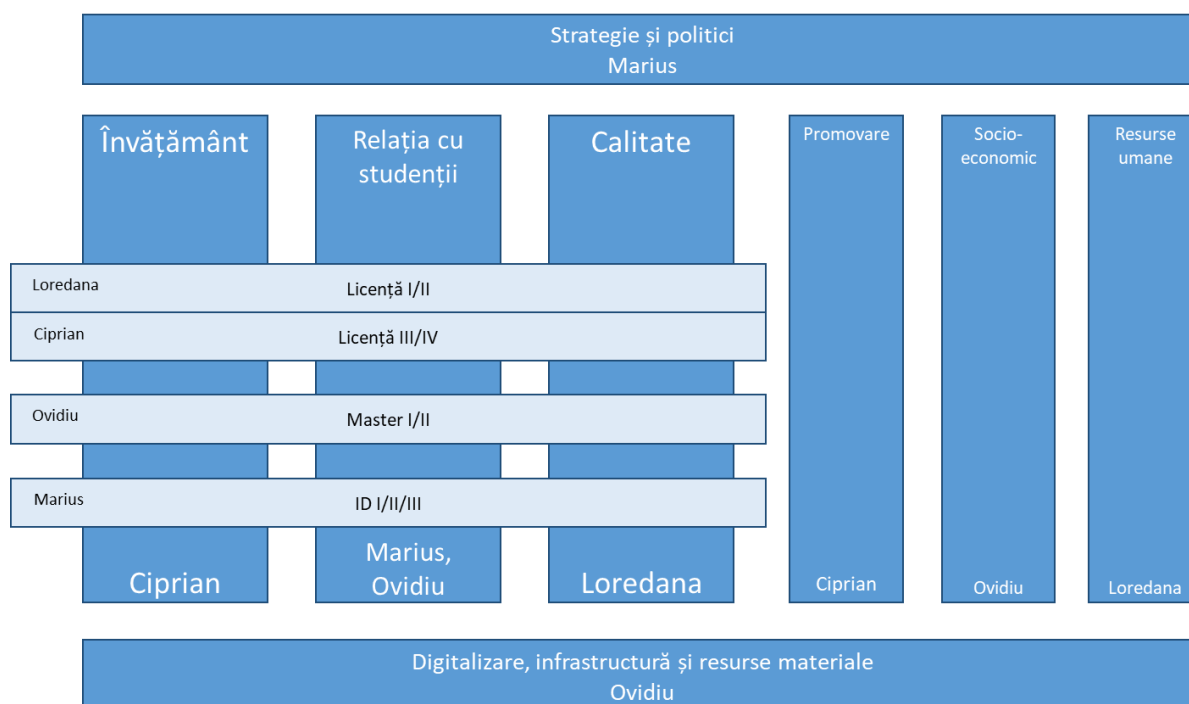 Strategie și politici
Marius
Învățământ
Relația cu
studenții
Calitate
Promovare
Socio-
economic
Resurse
umane
Loredana
Licență I/II
Ciprian
Licență III/IV
Ovidiu
Master I/II
Marius
ID I/II/III
Ciprian
Marius,
Ovidiu
Loredana
Ciprian
Ovidiu
Loredana
Digitalizare, infrastructură și resurse materiale
Ovidiu